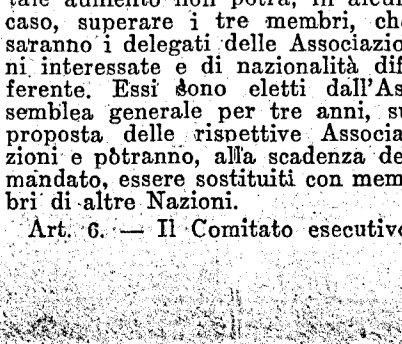 tale aumento non potrà, in alcun
caso, superare i tre membri, ch
saranno i delegati delle Associazio
ni interessate e di nazionalità dif
ferente. Essi sono eletti dall'As
semblea generale per tre anni, su
proposta delle rispettive Associa
zioni e potranno, alla scadenza de
mandato, essere sostituiti con mem
bri di altre Nazioni.
Art. 6. — Il Comitato esecutivo